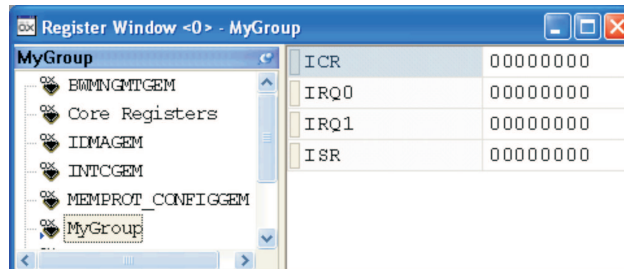 Register Window <0> - MyGroup
MyGroup
BWMNGMTGEM
Core Registers
IDMAGEM
INTCGEM
MEMPROT_CONFIGGEM
MyGroup
ICR 00000000
IRQ0 00000000
IRQ1 00000000
ISR 00000000